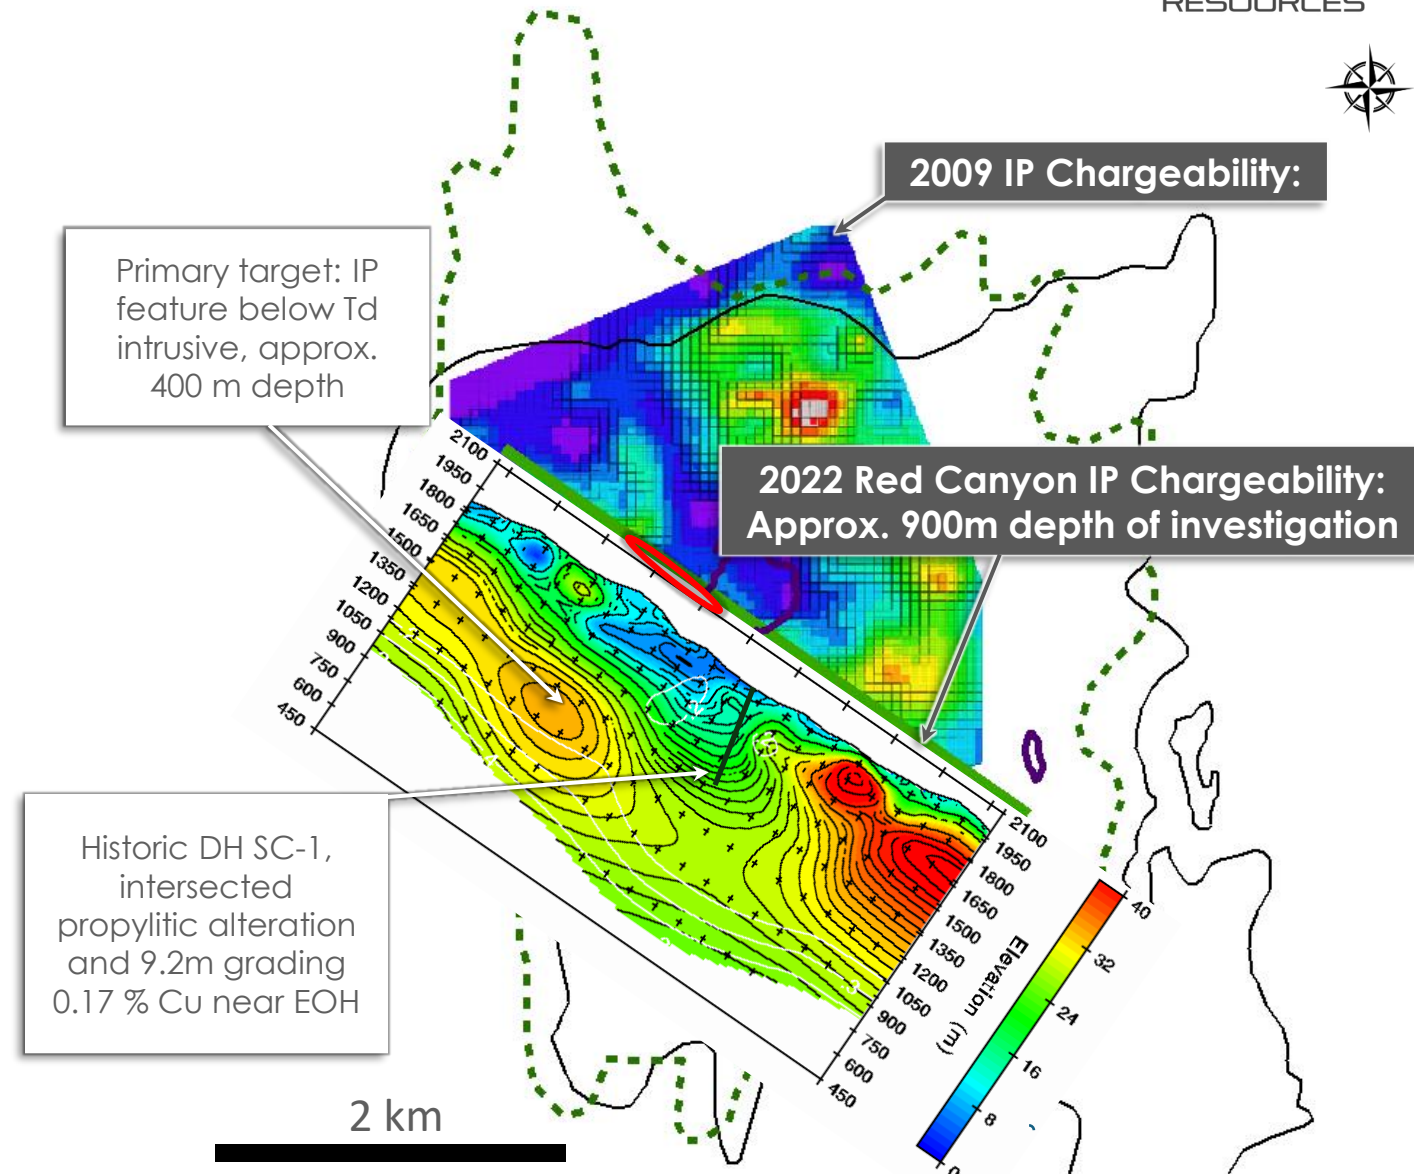 RESOURCES
2009 IP Chargeability:
Primary target: IP
feature below Td
intrusive, approx.
400 m depth
2022 Red Canyon IP Chargeability:
Approx. 900m depth of investigation
2100
1950
1800
1650
1500
1350
1200
1050
900
750
600
450
Historic DH SC-1,
intersected
propylitic alteration
and 9.2m grading
0.17 % Cu near EOH
2100
1950
1800
1650
1500
1350
1200
1050
900
750
600
450
Elevation (m)
40
32
24
16
8
0
2 km